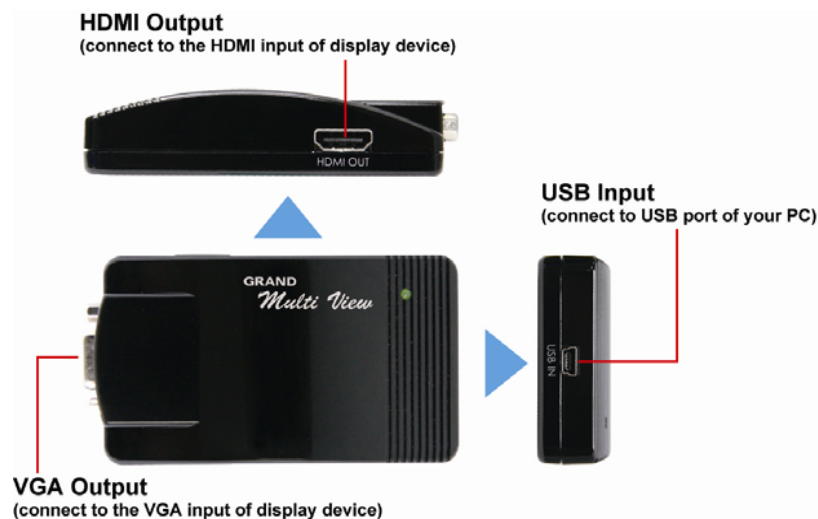 HDMI Output
(connect to the HDMI input of display device)
HDMI OUT
USB Input
(connect to USB port of your PC)
GRAND
Multi View
USB IN
VGA Output
(connect to the VGA input of display device)